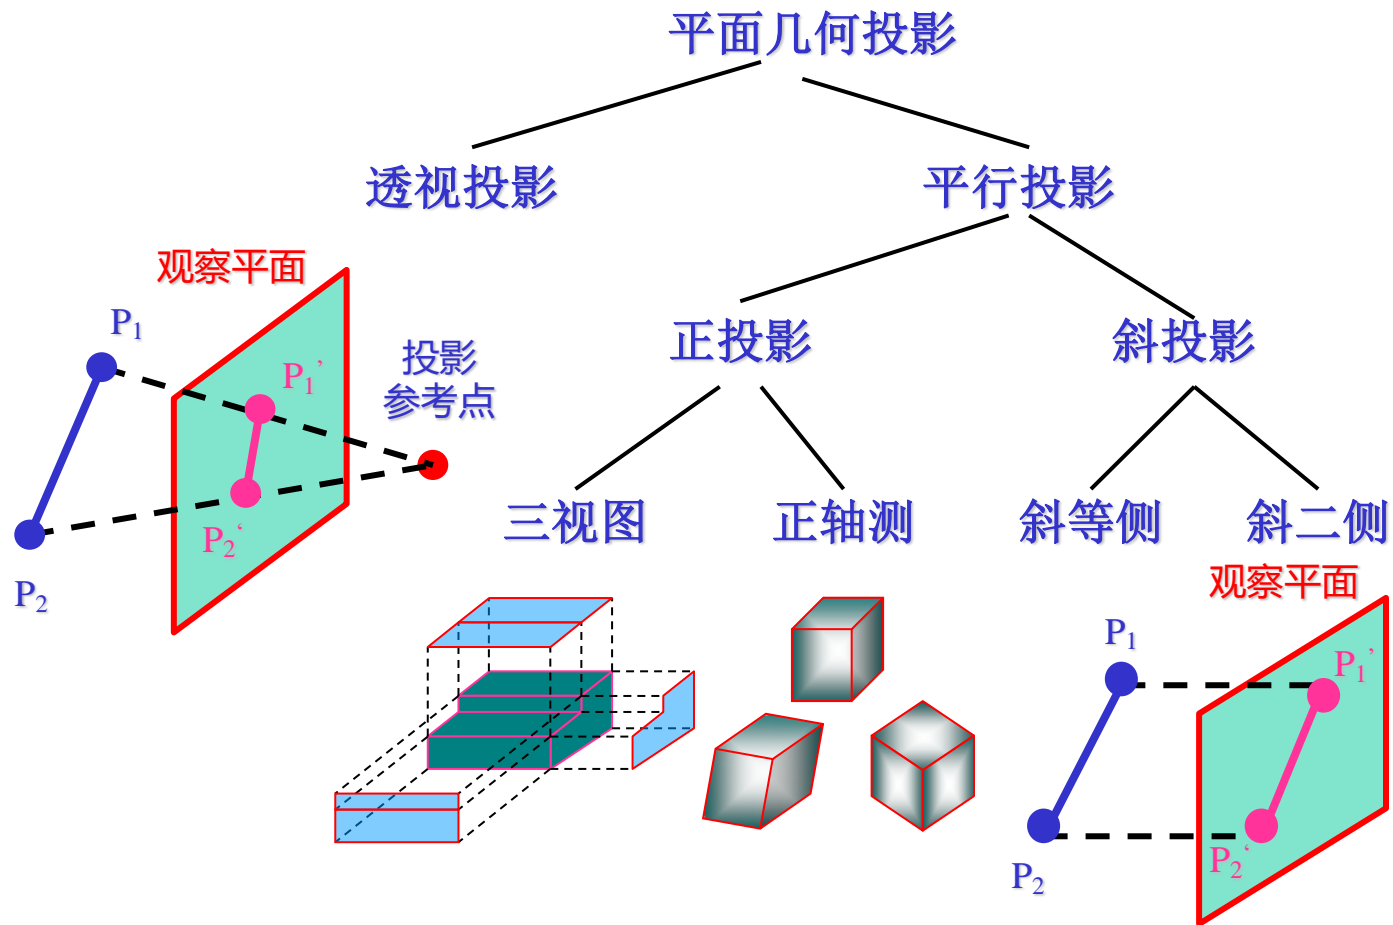 平面几何投影
透视投影
平行投影
观察平面
P₁
P₁’
投影
参考点
P₂‘
P₂
正投影
斜投影
三视图
正轴测
斜等侧
斜二侧
观察平面
P₁
P₁’
P₂‘
P₂